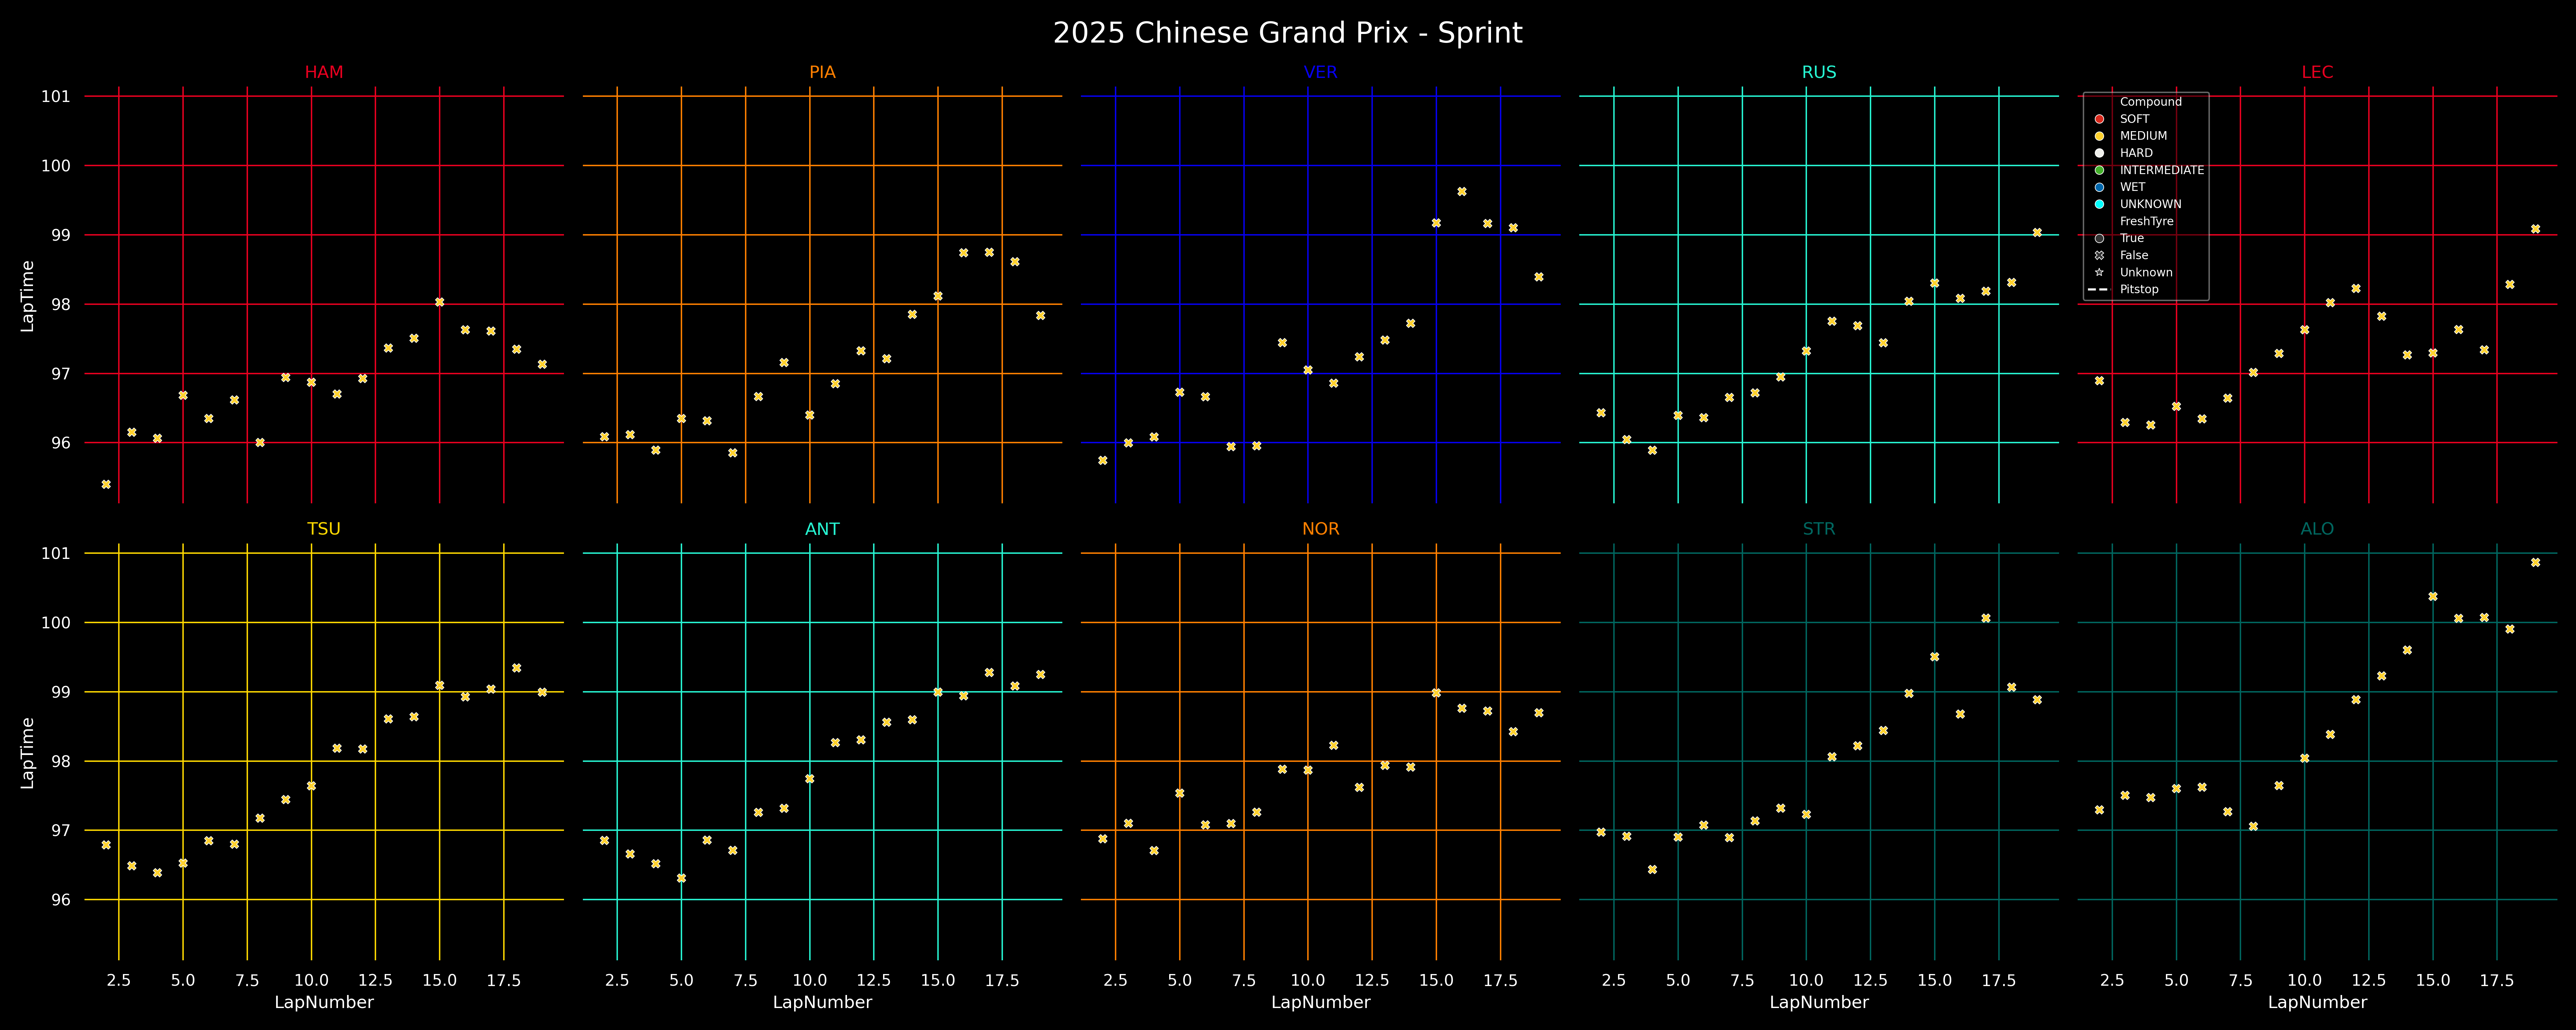 2025 Chinese Grand Prix - Sprint
HAM PIA VER RUS LEC
101
100
99
98
97
96
LapTime
Compound
SOFT
MEDIUM
HARD
INTERMEDIATE
WET
UNKNOWN
FreshTyre
True
False
Unknown
Pitstop
TSU ANT NOR STR ALO
101
100
99
98
97
96
LapTime
2.5 5.0 7.5 10.0 12.5 15.0 17.5 2.5 5.0 7.5 10.0 12.5 15.0 17.5 2.5 5.0 7.5 10.0 12.5 15.0 17.5 2.5 5.0 7.5 10.0 12.5 15.0 17.5 2.5 5.0 7.5 10.0 12.5 15.0 17.5
LapNumber LapNumber LapNumber LapNumber LapNumber